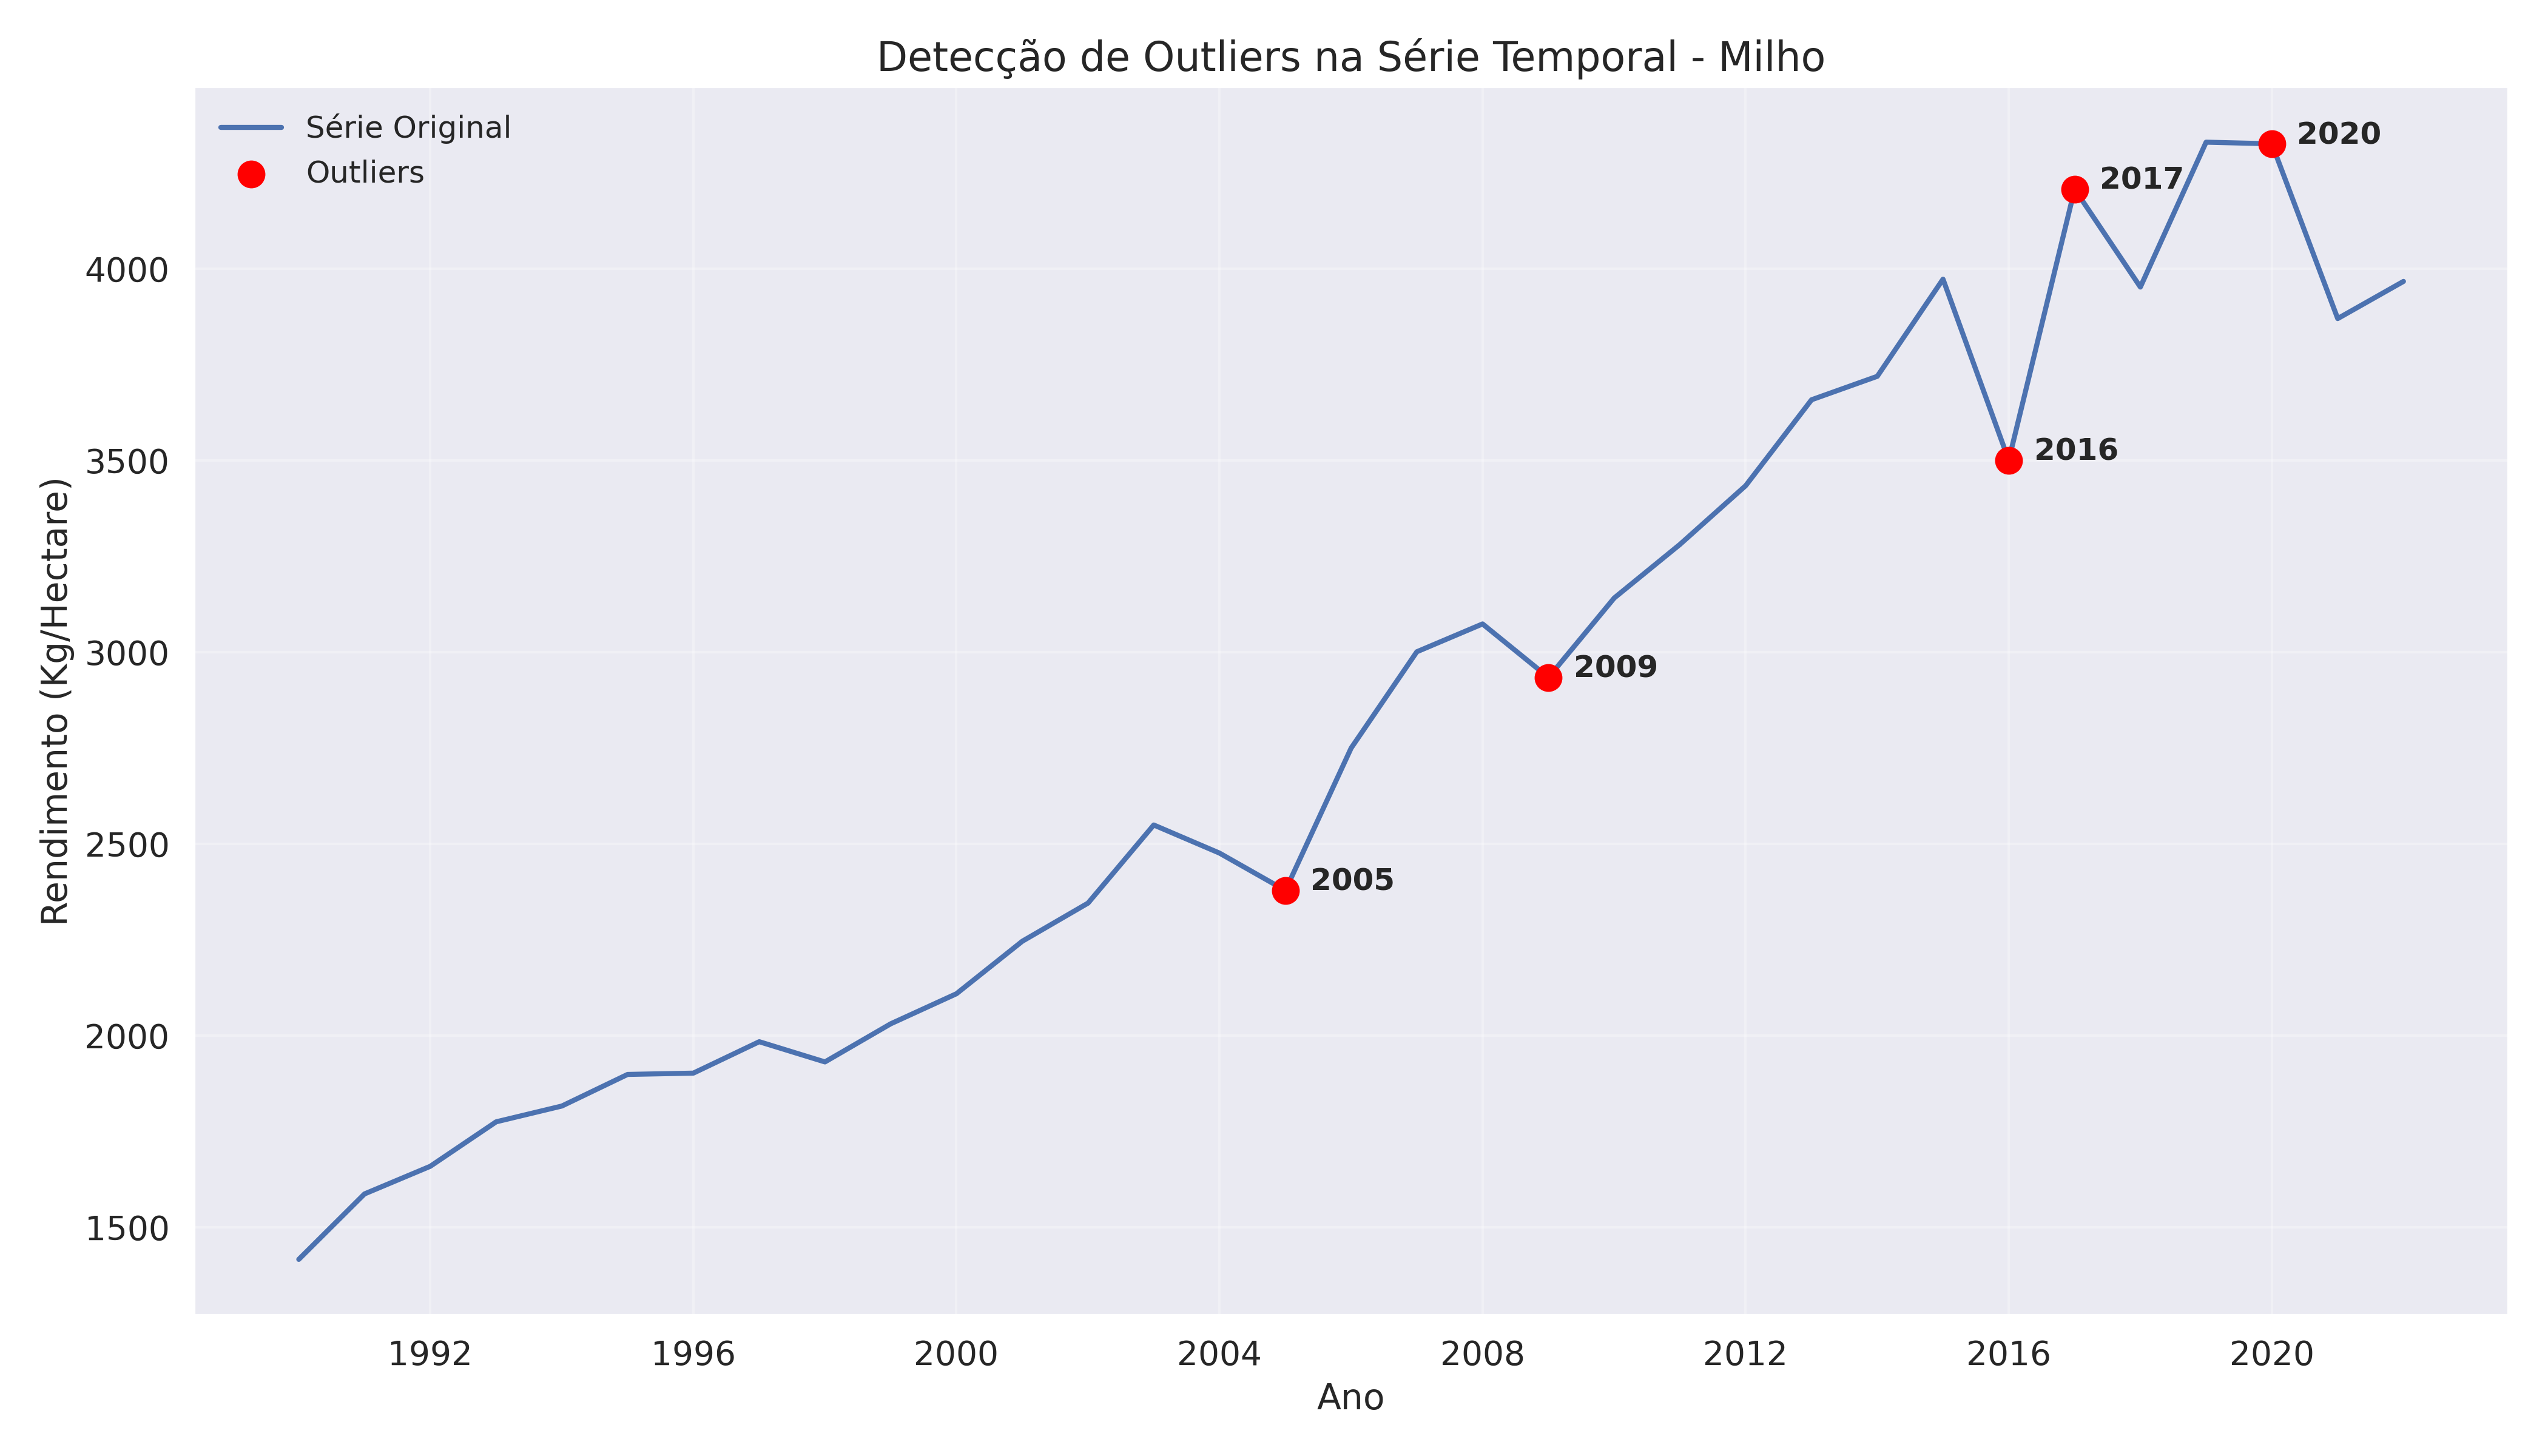 Detecção de Outliers na Série Temporal - Milho
Série Original
Outliers
2020
2017
2016
2009
2005
4000
3500
3000
2500
2000
1500
Rendimento (Kg/Hectare)
1992 1996 2000 2004 2008 2012 2016 2020
Ano